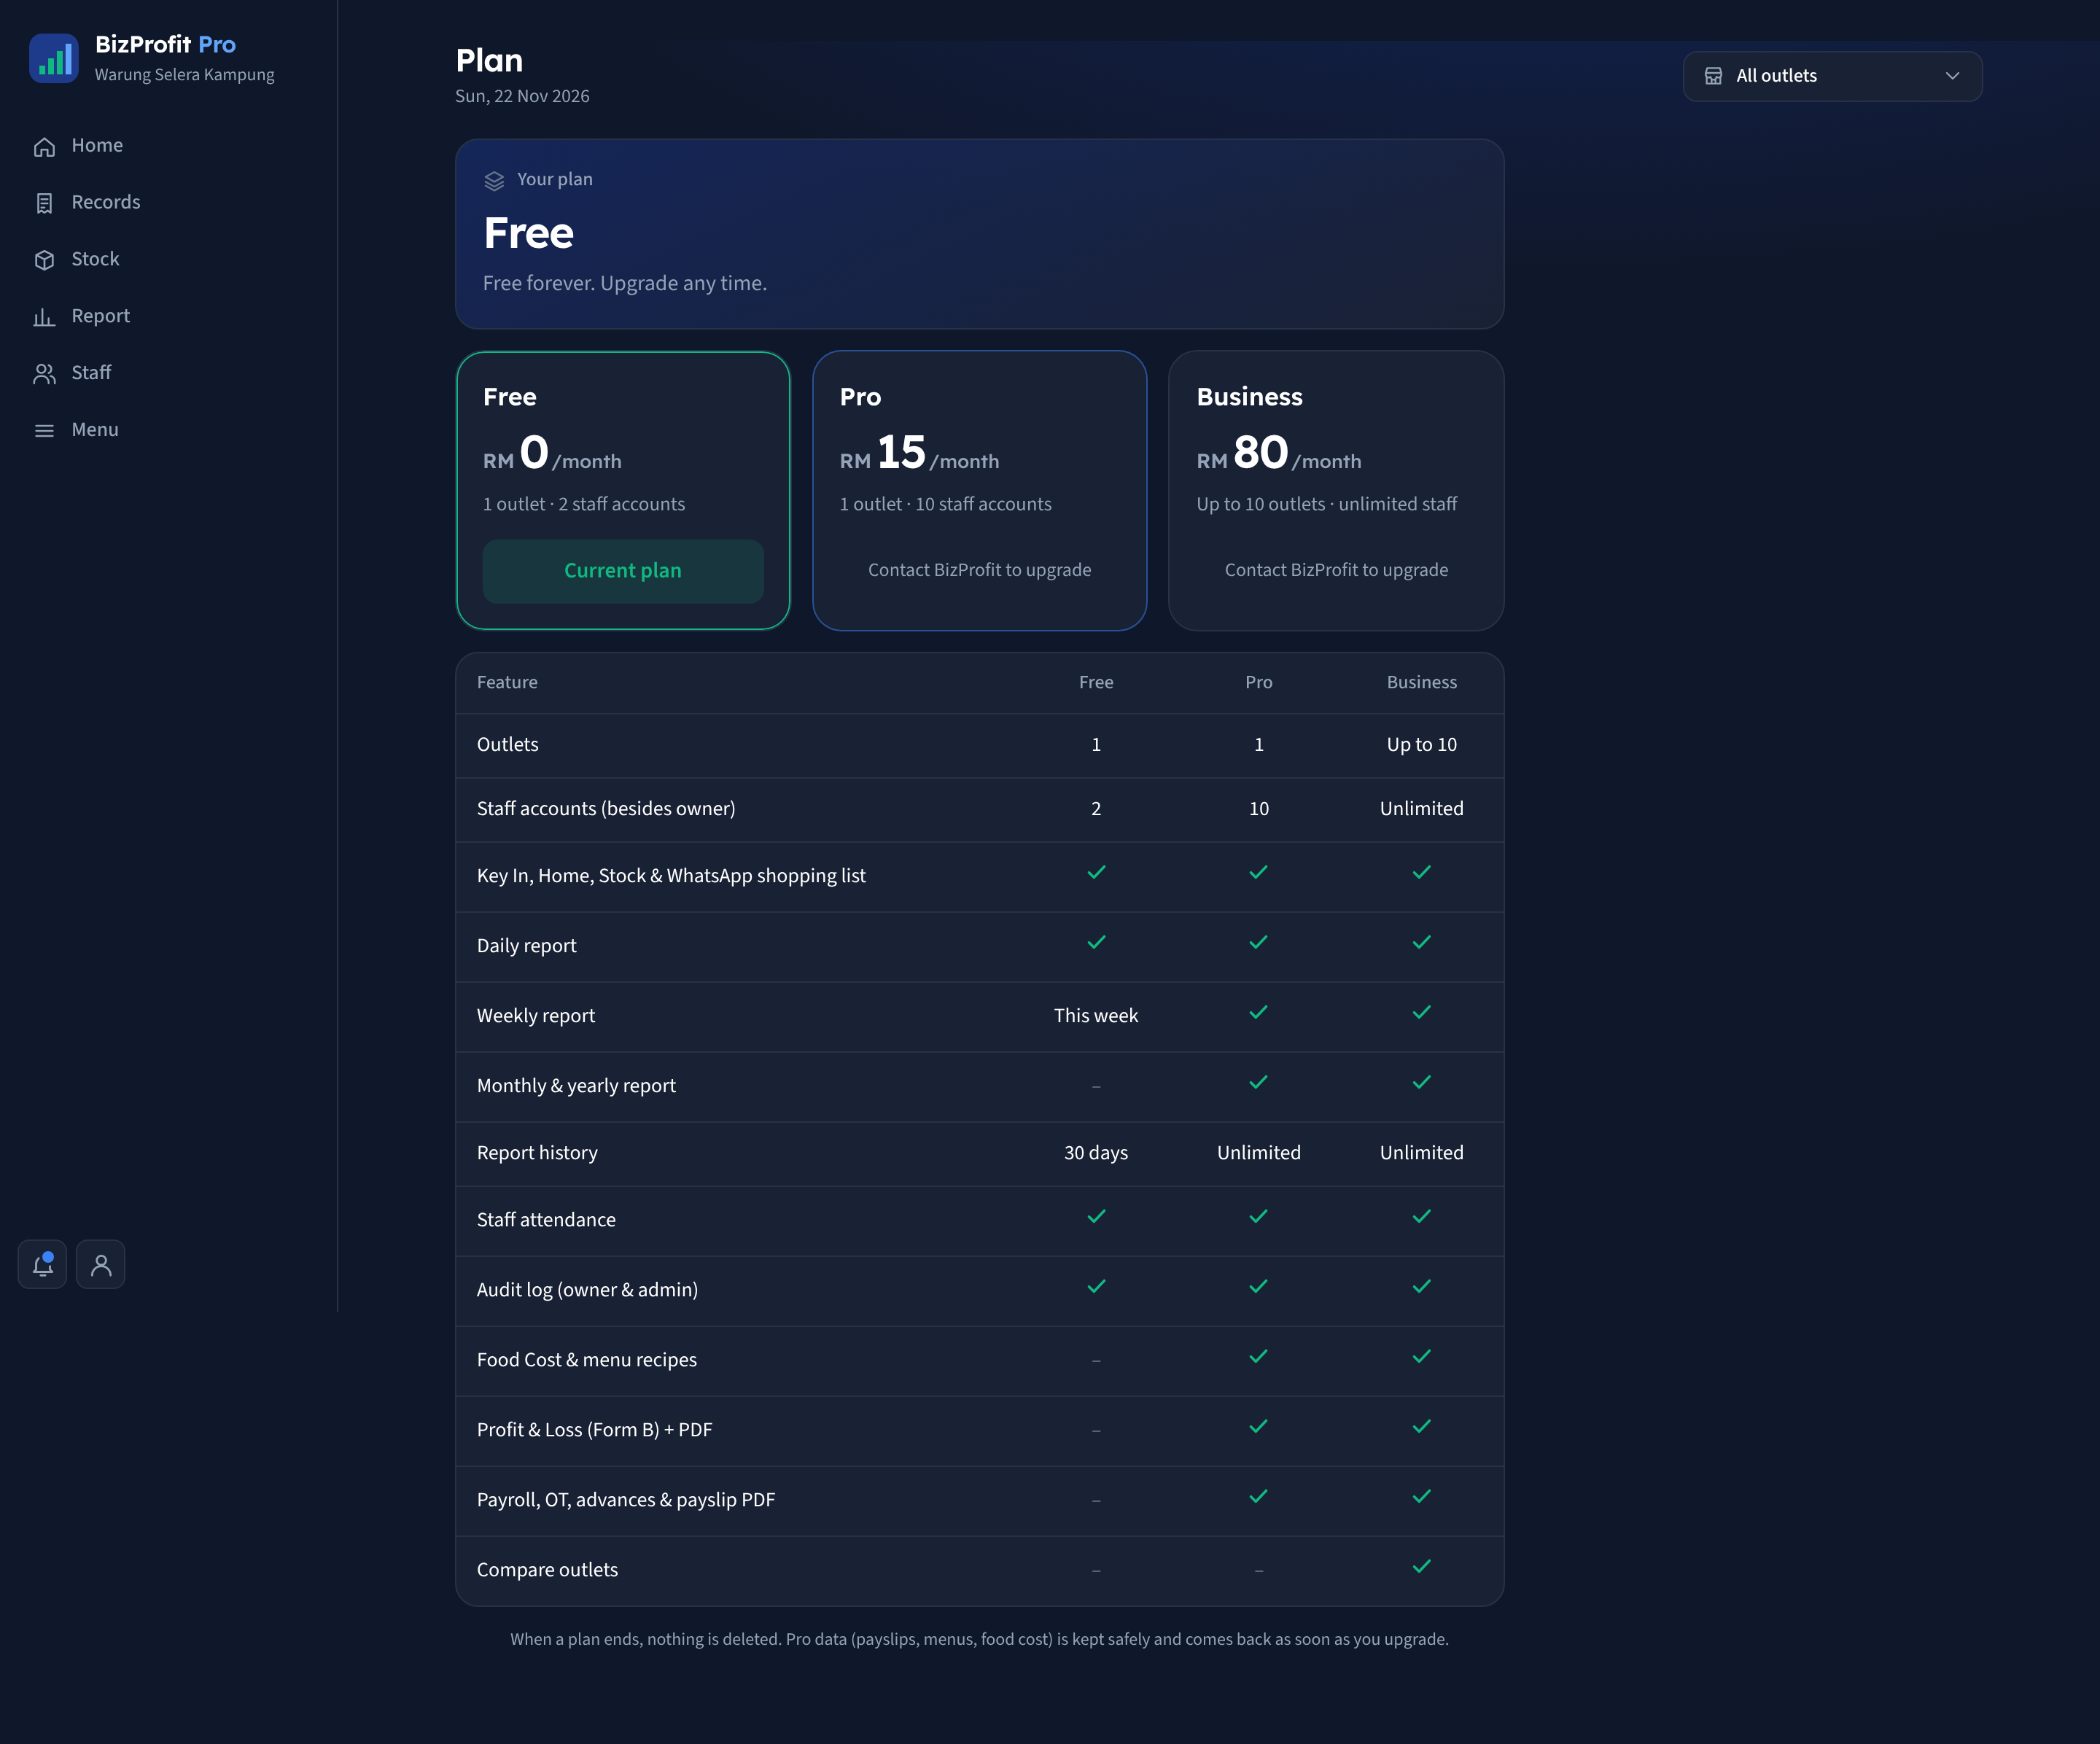 BizProfit Pro
Warung Selera Kampung
Home
Records
Stock
Report
Staff
Menu
Plan
Sun, 22 Nov 2026
All outlets
Your plan
Free
Free forever. Upgrade any time.
Free
RM 0 /month
1 outlet · 2 staff accounts
Current plan
Pro
RM 15 /month
1 outlet · 10 staff accounts
Contact BizProfit to upgrade
Business
RM 80 /month
Up to 10 outlets · unlimited staff
Contact BizProfit to upgrade
Feature Free Pro Business
Outlets 1 1 Up to 10
Staff accounts (besides owner) 2 10 Unlimited
Key In, Home, Stock & WhatsApp shopping list ✓ ✓ ✓
Daily report ✓ ✓ ✓
Weekly report This week ✓ ✓
Monthly & yearly report – ✓ ✓
Report history 30 days Unlimited Unlimited
Staff attendance ✓ ✓ ✓
Audit log (owner & admin) ✓ ✓ ✓
Food Cost & menu recipes – ✓ ✓
Profit & Loss (Form B) + PDF – ✓ ✓
Payroll, OT, advances & payslip PDF – ✓ ✓
Compare outlets – – ✓
When a plan ends, nothing is deleted. Pro data (payslips, menus, food cost) is kept safely and comes back as soon as you upgrade.